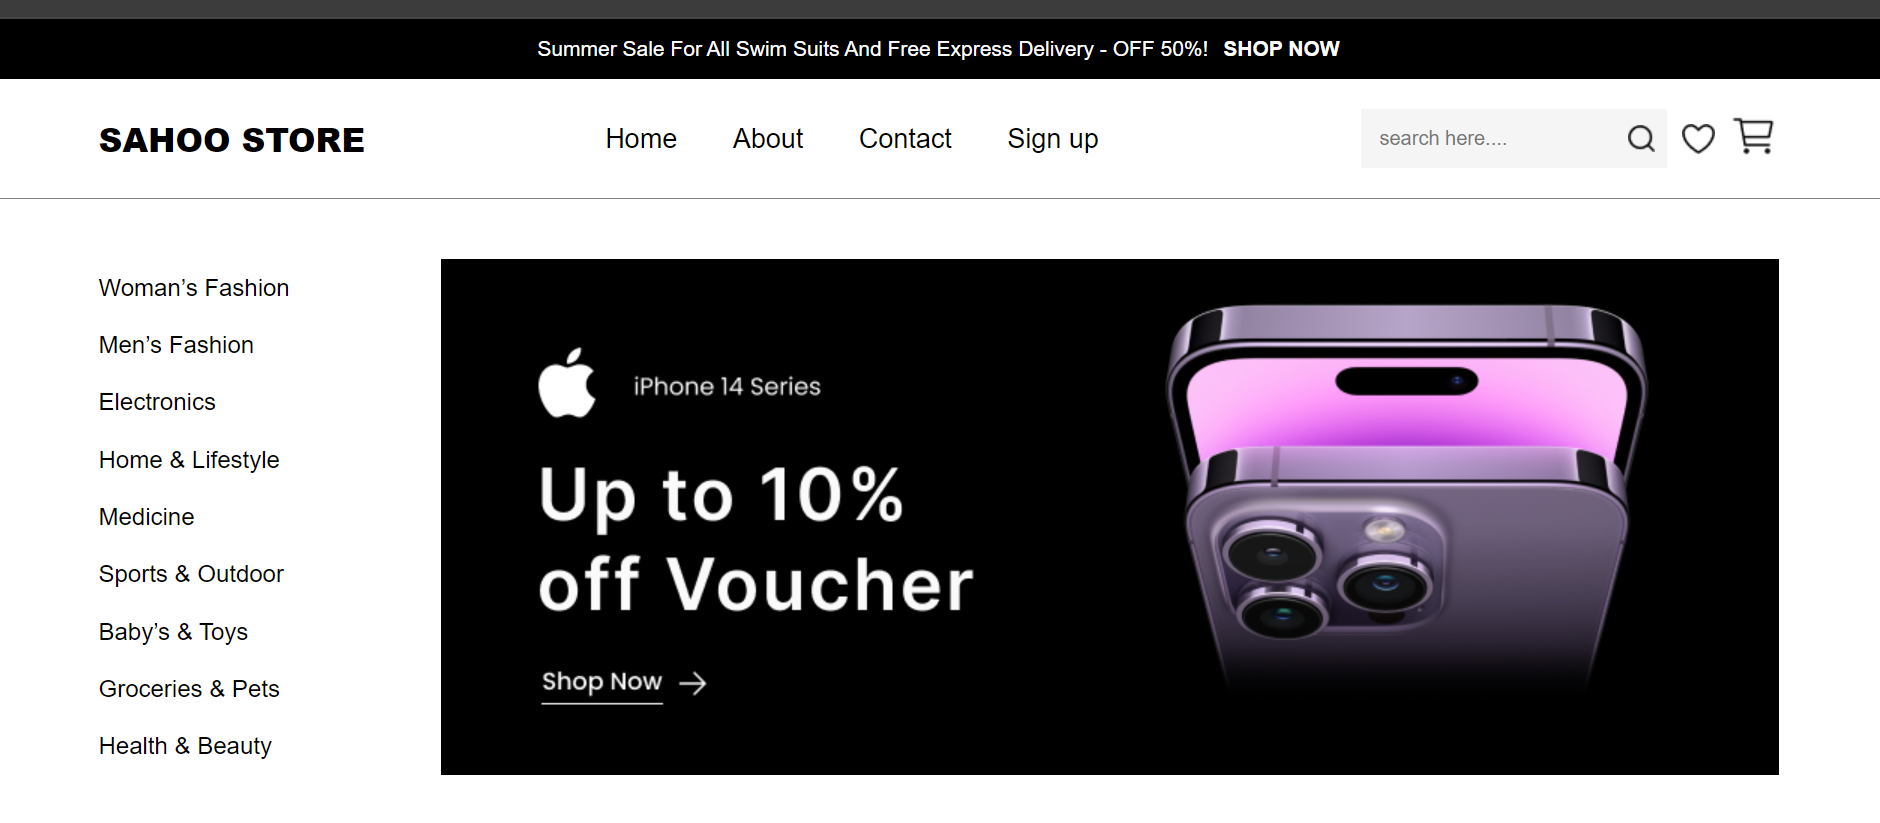 Summer Sale For All Swim Suits And Free Express Delivery - OFF 50%! SHOP NOW
SAHOO STORE
Home
About
Contact
Sign up
search here....
Woman’s Fashion
Men’s Fashion
Electronics
Home & Lifestyle
Medicine
Sports & Outdoor
Baby’s & Toys
Groceries & Pets
Health & Beauty
iPhone 14 Series
Up to 10%
off Voucher
Shop Now